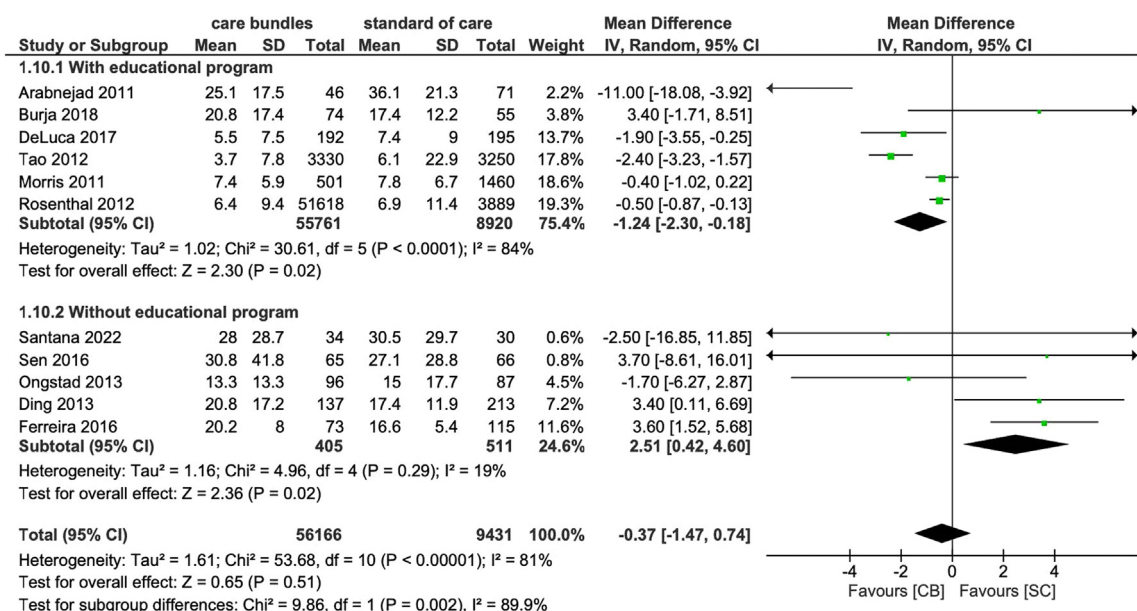 care bundles standard of care Mean Difference Mean Difference
Study or Subgroup Mean SD Total Mean SD Total Weight IV, Random, 95% CI IV, Random, 95% CI
1.10.1 With educational program
Arabnejad 2011 25.1 17.5 46 36.1 21.3 71 2.2% -11.00 [-18.08, -3.92]
Burja 2018 20.8 17.4 74 17.4 12.2 55 3.8% 3.40 [-1.71, 8.51]
DeLuca 2017 5.5 7.5 192 7.4 9 195 13.7% -1.90 [-3.55, -0.25]
Tao 2012 3.7 7.8 3330 6.1 22.9 3250 17.8% -2.40 [-3.23, -1.57]
Morris 2011 7.4 5.9 501 7.8 6.7 1460 18.6% -0.40 [-1.02, 0.22]
Rosenthal 2012 6.4 9.4 51618 6.9 11.4 3889 19.3% -0.50 [-0.87, -0.13]
Subtotal (95% CI) 55761 8920 75.4% -1.24 [-2.30, -0.18]
Heterogeneity: Tau² = 1.02; Chi² = 30.61, df = 5 (P < 0.0001); I² = 84%
Test for overall effect: Z = 2.30 (P = 0.02)
1.10.2 Without educational program
Santana 2022 28 28.7 34 30.5 29.7 30 0.6% -2.50 [-16.85, 11.85]
Sen 2016 30.8 41.8 65 27.1 28.8 66 0.8% 3.70 [-8.61, 16.01]
Ongstad 2013 13.3 13.3 96 15 17.7 87 4.5% -1.70 [-6.27, 2.87]
Ding 2013 20.8 17.2 137 17.4 11.9 213 7.2% 3.40 [0.11, 6.69]
Ferreira 2016 20.2 8 73 16.6 5.4 115 11.6% 3.60 [1.52, 5.68]
Subtotal (95% CI) 405 511 24.6% 2.51 [0.42, 4.60]
Heterogeneity: Tau² = 1.16; Chi² = 4.96, df = 4 (P = 0.29); I² = 19%
Test for overall effect: Z = 2.36 (P = 0.02)
Total (95% CI) 56166 9431 100.0% -0.37 [-1.47, 0.74]
Heterogeneity: Tau² = 1.61; Chi² = 53.68, df = 10 (P < 0.00001); I² = 81%
Test for overall effect: Z = 0.65 (P = 0.51)
Test for subgroup differences: Chi² = 9.86, df = 1 (P = 0.002), I² = 89.9%
-4 -2 0 2 4
Favours [CB] Favours [SC]